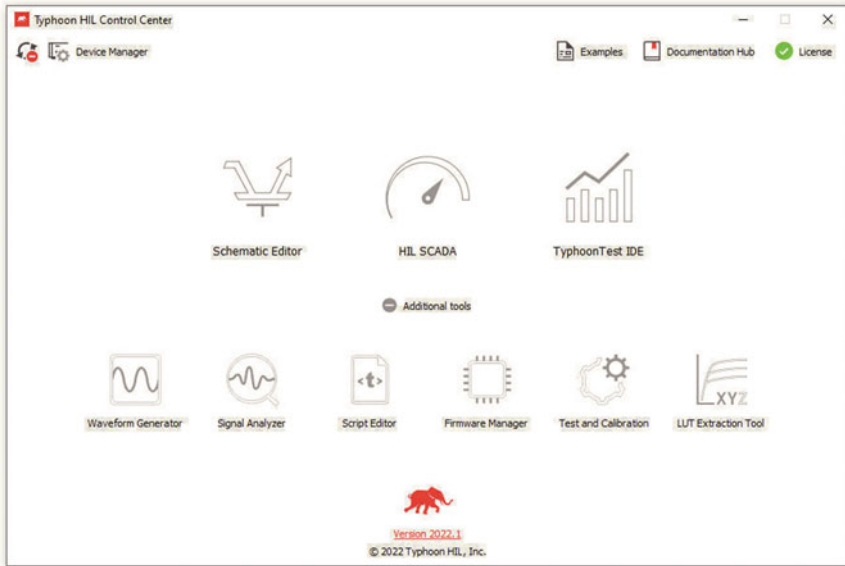 Typhoon HIL Control Center
Device Manager
Examples
Documentation Hub
License
Schematic Editor
HIL SCADA
TyphoonTest IDE
Additional tools
<t>
XYZ
Waveform Generator
Signal Analyzer
Script Editor
Firmware Manager
Test and Calibration
LUT Extraction Tool
Version 2022.1
© 2022 Typhoon HIL, Inc.